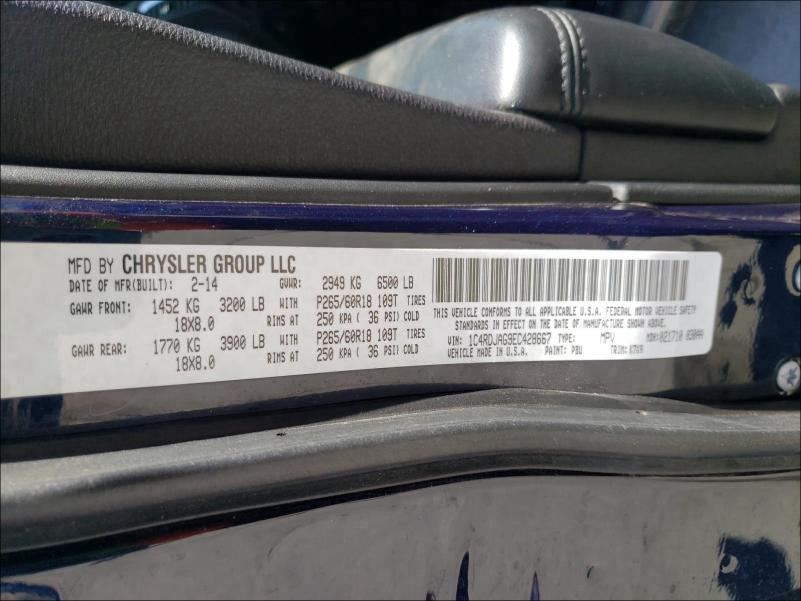 MFD BY CHRYSLER GROUP LLC
DATE OF MFR(BUILT): 2-14 GVWR: 2949 KG 6500 LB
GAWR FRONT: 1452 KG 3200 LB WITH P265/60R18 109T TIRES
18X8.0 RIMS AT 250 KPA ( 36 PSI) COLD
GAWR REAR: 1770 KG 3900 LB WITH P265/60R18 109T TIRES
18X8.0 RIMS AT 250 KPA ( 36 PSI) COLD
THIS VEHICLE CONFORMS TO ALL APPLICABLE U.S.A. FEDERAL MOTOR VEHICLE SAFETY
STANDARDS IN EFFECT ON THE DATE OF MANUFACTURE SHOWN ABOVE.
VIN: 1C4RDJAG9EC428667 TYPE: MPV MDH:021710 030AA
VEHICLE MADE IN U.S.A. PAINT: PBU TRIM: